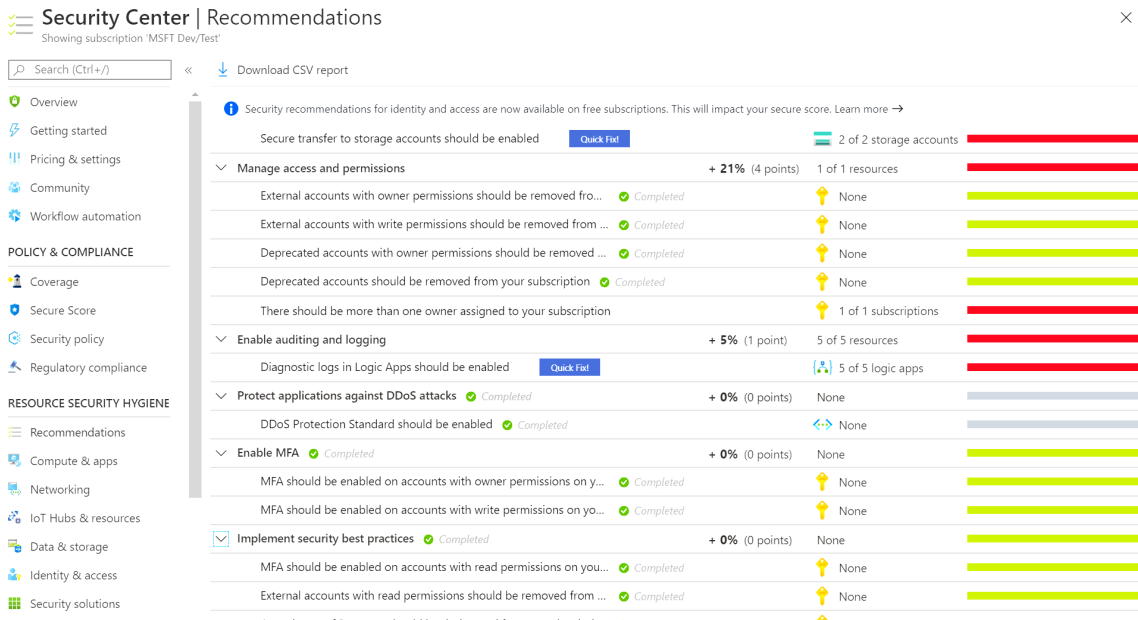 Security Center | Recommendations
Showing subscription 'MSFT Dev/Test'
Search (Ctrl+/)
«
Overview
Getting started
Pricing & settings
Community
Workflow automation
POLICY & COMPLIANCE
Coverage
Secure Score
Security policy
Regulatory compliance
RESOURCE SECURITY HYGIENE
Recommendations
Compute & apps
Networking
IoT Hubs & resources
Data & storage
Identity & access
Security solutions
Download CSV report
Security recommendations for identity and access are now available on free subscriptions. This will impact your secure score. Learn more →
Secure transfer to storage accounts should be enabled Quick Fix! 2 of 2 storage accounts
Manage access and permissions + 21% (4 points) 1 of 1 resources
External accounts with owner permissions should be removed fro... Completed None
External accounts with write permissions should be removed from ... Completed None
Deprecated accounts with owner permissions should be removed ... Completed None
Deprecated accounts should be removed from your subscription Completed None
There should be more than one owner assigned to your subscription 1 of 1 subscriptions
Enable auditing and logging + 5% (1 point) 5 of 5 resources
Diagnostic logs in Logic Apps should be enabled Quick Fix! 5 of 5 logic apps
Protect applications against DDoS attacks Completed + 0% (0 points) None
DDoS Protection Standard should be enabled Completed None
Enable MFA Completed + 0% (0 points) None
MFA should be enabled on accounts with owner permissions on y... Completed None
MFA should be enabled on accounts with write permissions on yo... Completed None
Implement security best practices Completed + 0% (0 points) None
MFA should be enabled on accounts with read permissions on you... Completed None
External accounts with read permissions should be removed from ... Completed None